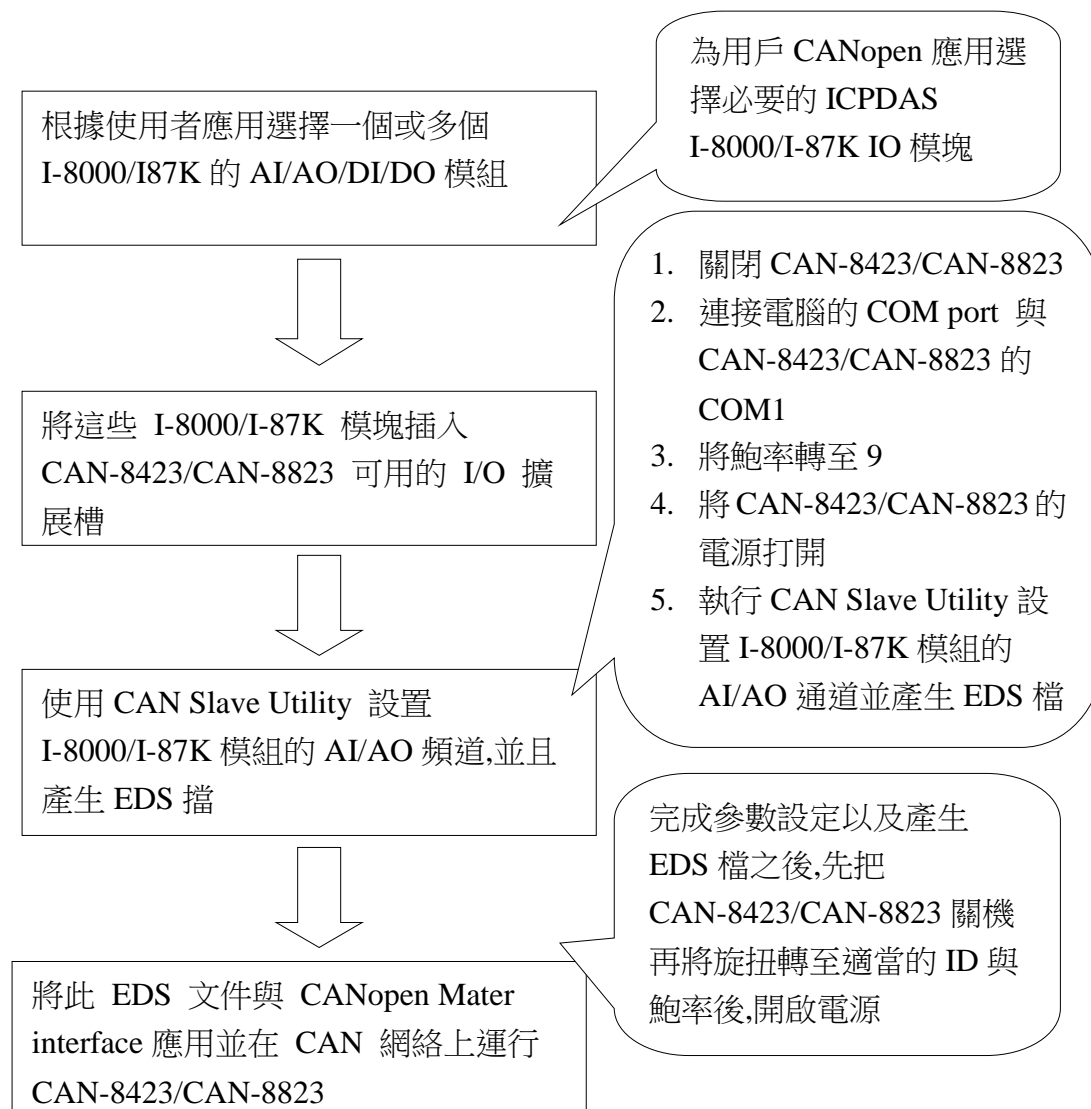 為用戶 CANopen 應用選
擇必要的 ICPDAS
I-8000/I-87K IO 模塊
根據使用者應用選擇一個或多個
I-8000/I87K 的 AI/AO/DI/DO 模組
1. 關閉 CAN-8423/CAN-8823
2. 連接電腦的 COM port 與
CAN-8423/CAN-8823 的
COM1
3. 將鮑率轉至 9
4. 將 CAN-8423/CAN-8823 的
電源打開
5. 執行 CAN Slave Utility 設
置 I-8000/I-87K 模組的
AI/AO 通道並產生 EDS 檔
將這些 I-8000/I-87K 模塊插入
CAN-8423/CAN-8823 可用的 I/O 擴
展槽
使用 CAN Slave Utility 設置
I-8000/I-87K 模組的 AI/AO 頻道,並且
產生 EDS 擋
完成參數設定以及產生
EDS 檔之後,先把
CAN-8423/CAN-8823 關機
再將旋扭轉至適當的 ID 與
鮑率後,開啟電源
將此 EDS 文件與 CANopen Mater
interface 應用並在 CAN 網絡上運行
CAN-8423/CAN-8823